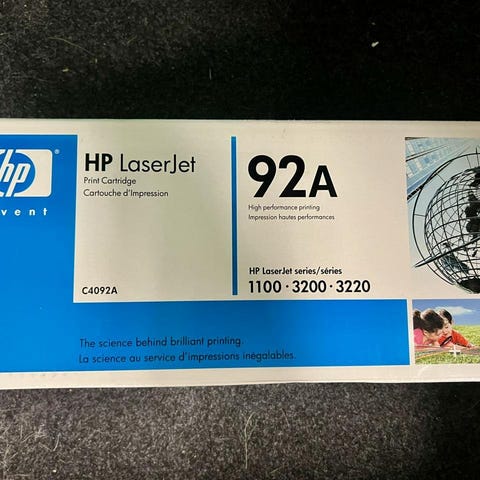 hp
®
invent
HP LaserJet
Print Cartridge
Cartouche d'Impression
C4092A
92A
High performance printing
Impression hautes performances
HP LaserJet series/séries
1100 · 3200 · 3220
The science behind brilliant printing.
La science au service d'impressions inégalables.